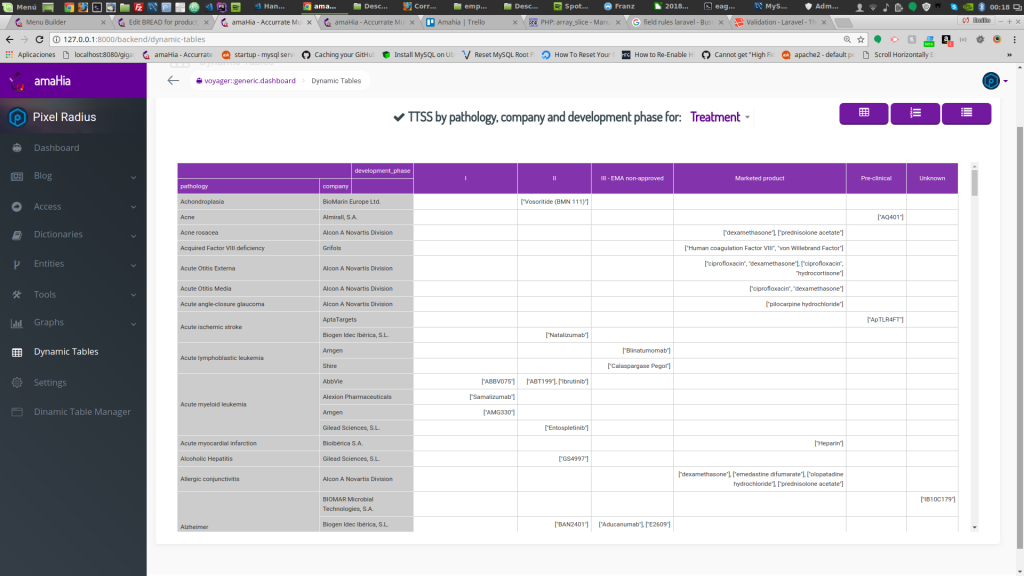 Menú
Han...
ama...
Desc...
Corr...
emp...
Desc...
Franz
2018...
eag...
MyS...
Adm...
00:18
Menu Builder
Edit BREAD for product
amaHia - Accurrate M
amaHia - Accurrate M
Amahia | Trello
PHP: array_slice - Man
field rules laravel - Bus
Validation - Laravel - Th
127.0.0.1:8000/backend/dynamic-tables
Aplicaciones
localhost:8080/giga
amaHia - Accurrate
startup - mysql serve
Caching your GitHub
Install MySQL on Ub
Reset MySQL Root P
How To Reset Your
How to Re-Enable H
Cannot get "High Fi
apache2 - default p
Scroll Horizontally
amaHia
voyager::generic.dashboard
Dynamic Tables
Pixel Radius
TTSS by pathology, company and development phase for: Treatment
Dashboard
Blog
Access
Dictionaries
Entities
Tools
Graphs
Dynamic Tables
Settings
Dinamic Table Manager
development_phase I II III - EMA non-approved Marketed product Pre-clinical Unknown
pathology company
Achondroplasia BioMarin Europe Ltd. ["Vosoritide (BMN 111)"]
Acne Almirall, S.A. ["AQ401"]
Acne rosacea Alcon A Novartis Division ["dexamethasone"], ["prednisolone acetate"]
Acquired Factor VIII deficiency Grifols ["Human coagulation Factor VIII", "von Willebrand Factor"]
Acute Otitis Externa Alcon A Novartis Division ["ciprofloxacin", "dexamethasone"], ["ciprofloxacin",
"hydrocortisone"]
Acute Otitis Media Alcon A Novartis Division ["ciprofloxacin", "dexamethasone"]
Acute angle-closure glaucoma Alcon A Novartis Division ["pilocarpine hydrochloride"]
Acute ischemic stroke AptaTargets ["ApTLR4FT"]
Biogen Idec Ibérica, S.L. ["Natalizumab"]
Acute lymphoblastic leukemia Amgen ["Blinatumomab"]
Shire ["Calaspargase Pegol"]
Acute myeloid leukemia AbbVie ["ABBV075"] ["ABT199"], ["Ibrutinib"]
Alexion Pharmaceuticals ["Samalizumab"]
Amgen ["AMG330"]
Gilead Sciences, S.L. ["Entospletinib"]
Acute myocardial infarction Bioibérica S.A. ["Heparin"]
Alcoholic Hepatitis Gilead Sciences, S.L. ["GS4997"]
Allergic conjunctivitis Alcon A Novartis Division ["dexamethasone"], ["emedastine difumarate"], ["olopatadine
hydrochloride"], ["prednisolone acetate"]
Alzheimer BIOMAR Microbial
Technologies, S.A. ["IB10C179"]
Biogen Idec Ibérica, S.L. ["BAN2401"] ["Aducanumab"], ["E2609"]